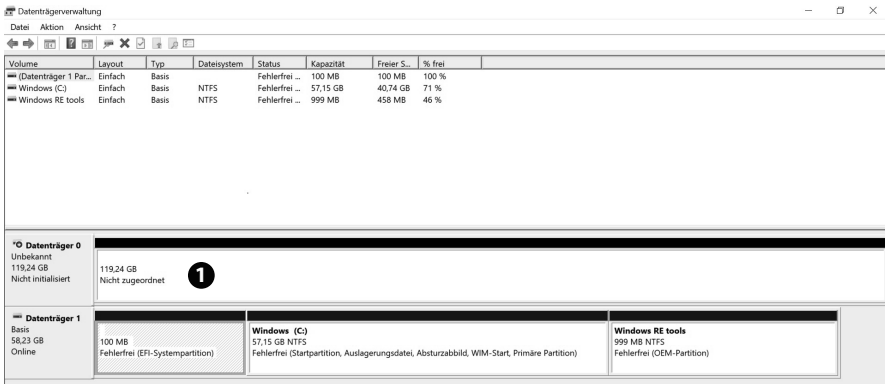 Datenträgerverwaltung
Datei Aktion Ansicht ?
Volume Layout Typ Dateisystem Status Kapazität Freier S... % frei
(Datenträger 1 Par... Einfach Basis Fehlerfrei ... 100 MB 100 MB 100 %
Windows (C:) Einfach Basis NTFS Fehlerfrei ... 57,15 GB 40,74 GB 71 %
Windows RE tools Einfach Basis NTFS Fehlerfrei ... 999 MB 458 MB 46 %
Datenträger 0
Unbekannt
119,24 GB
Nicht initialisiert
119,24 GB
Nicht zugeordnet
1
Datenträger 1
Basis
58,23 GB
Online
100 MB
Fehlerfrei (EFI-Systempartition)
Windows (C:)
57,15 GB NTFS
Fehlerfrei (Startpartition, Auslagerungsdatei, Absturzabbild, WIM-Start, Primäre Partition)
Windows RE tools
999 MB NTFS
Fehlerfrei (OEM-Partition)